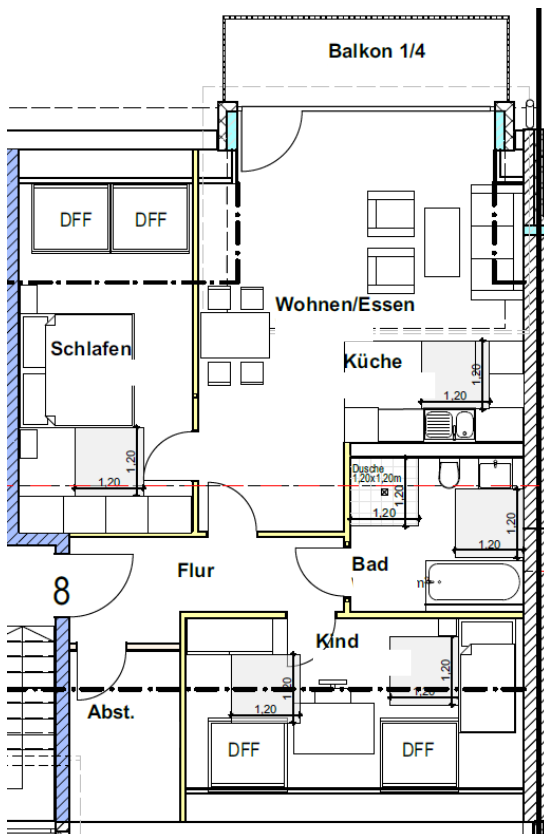 Balkon 1/4
DFF
DFF
Wohnen/Essen
Schlafen
Küche
1,20
1,20
1,20
1,20
Dusche
1,20x1,20m
1,20
1,20
1,20
1,20
Bad
Flur
8
Kind
1,20
1,20
1,20
1,20
Abst.
DFF
DFF